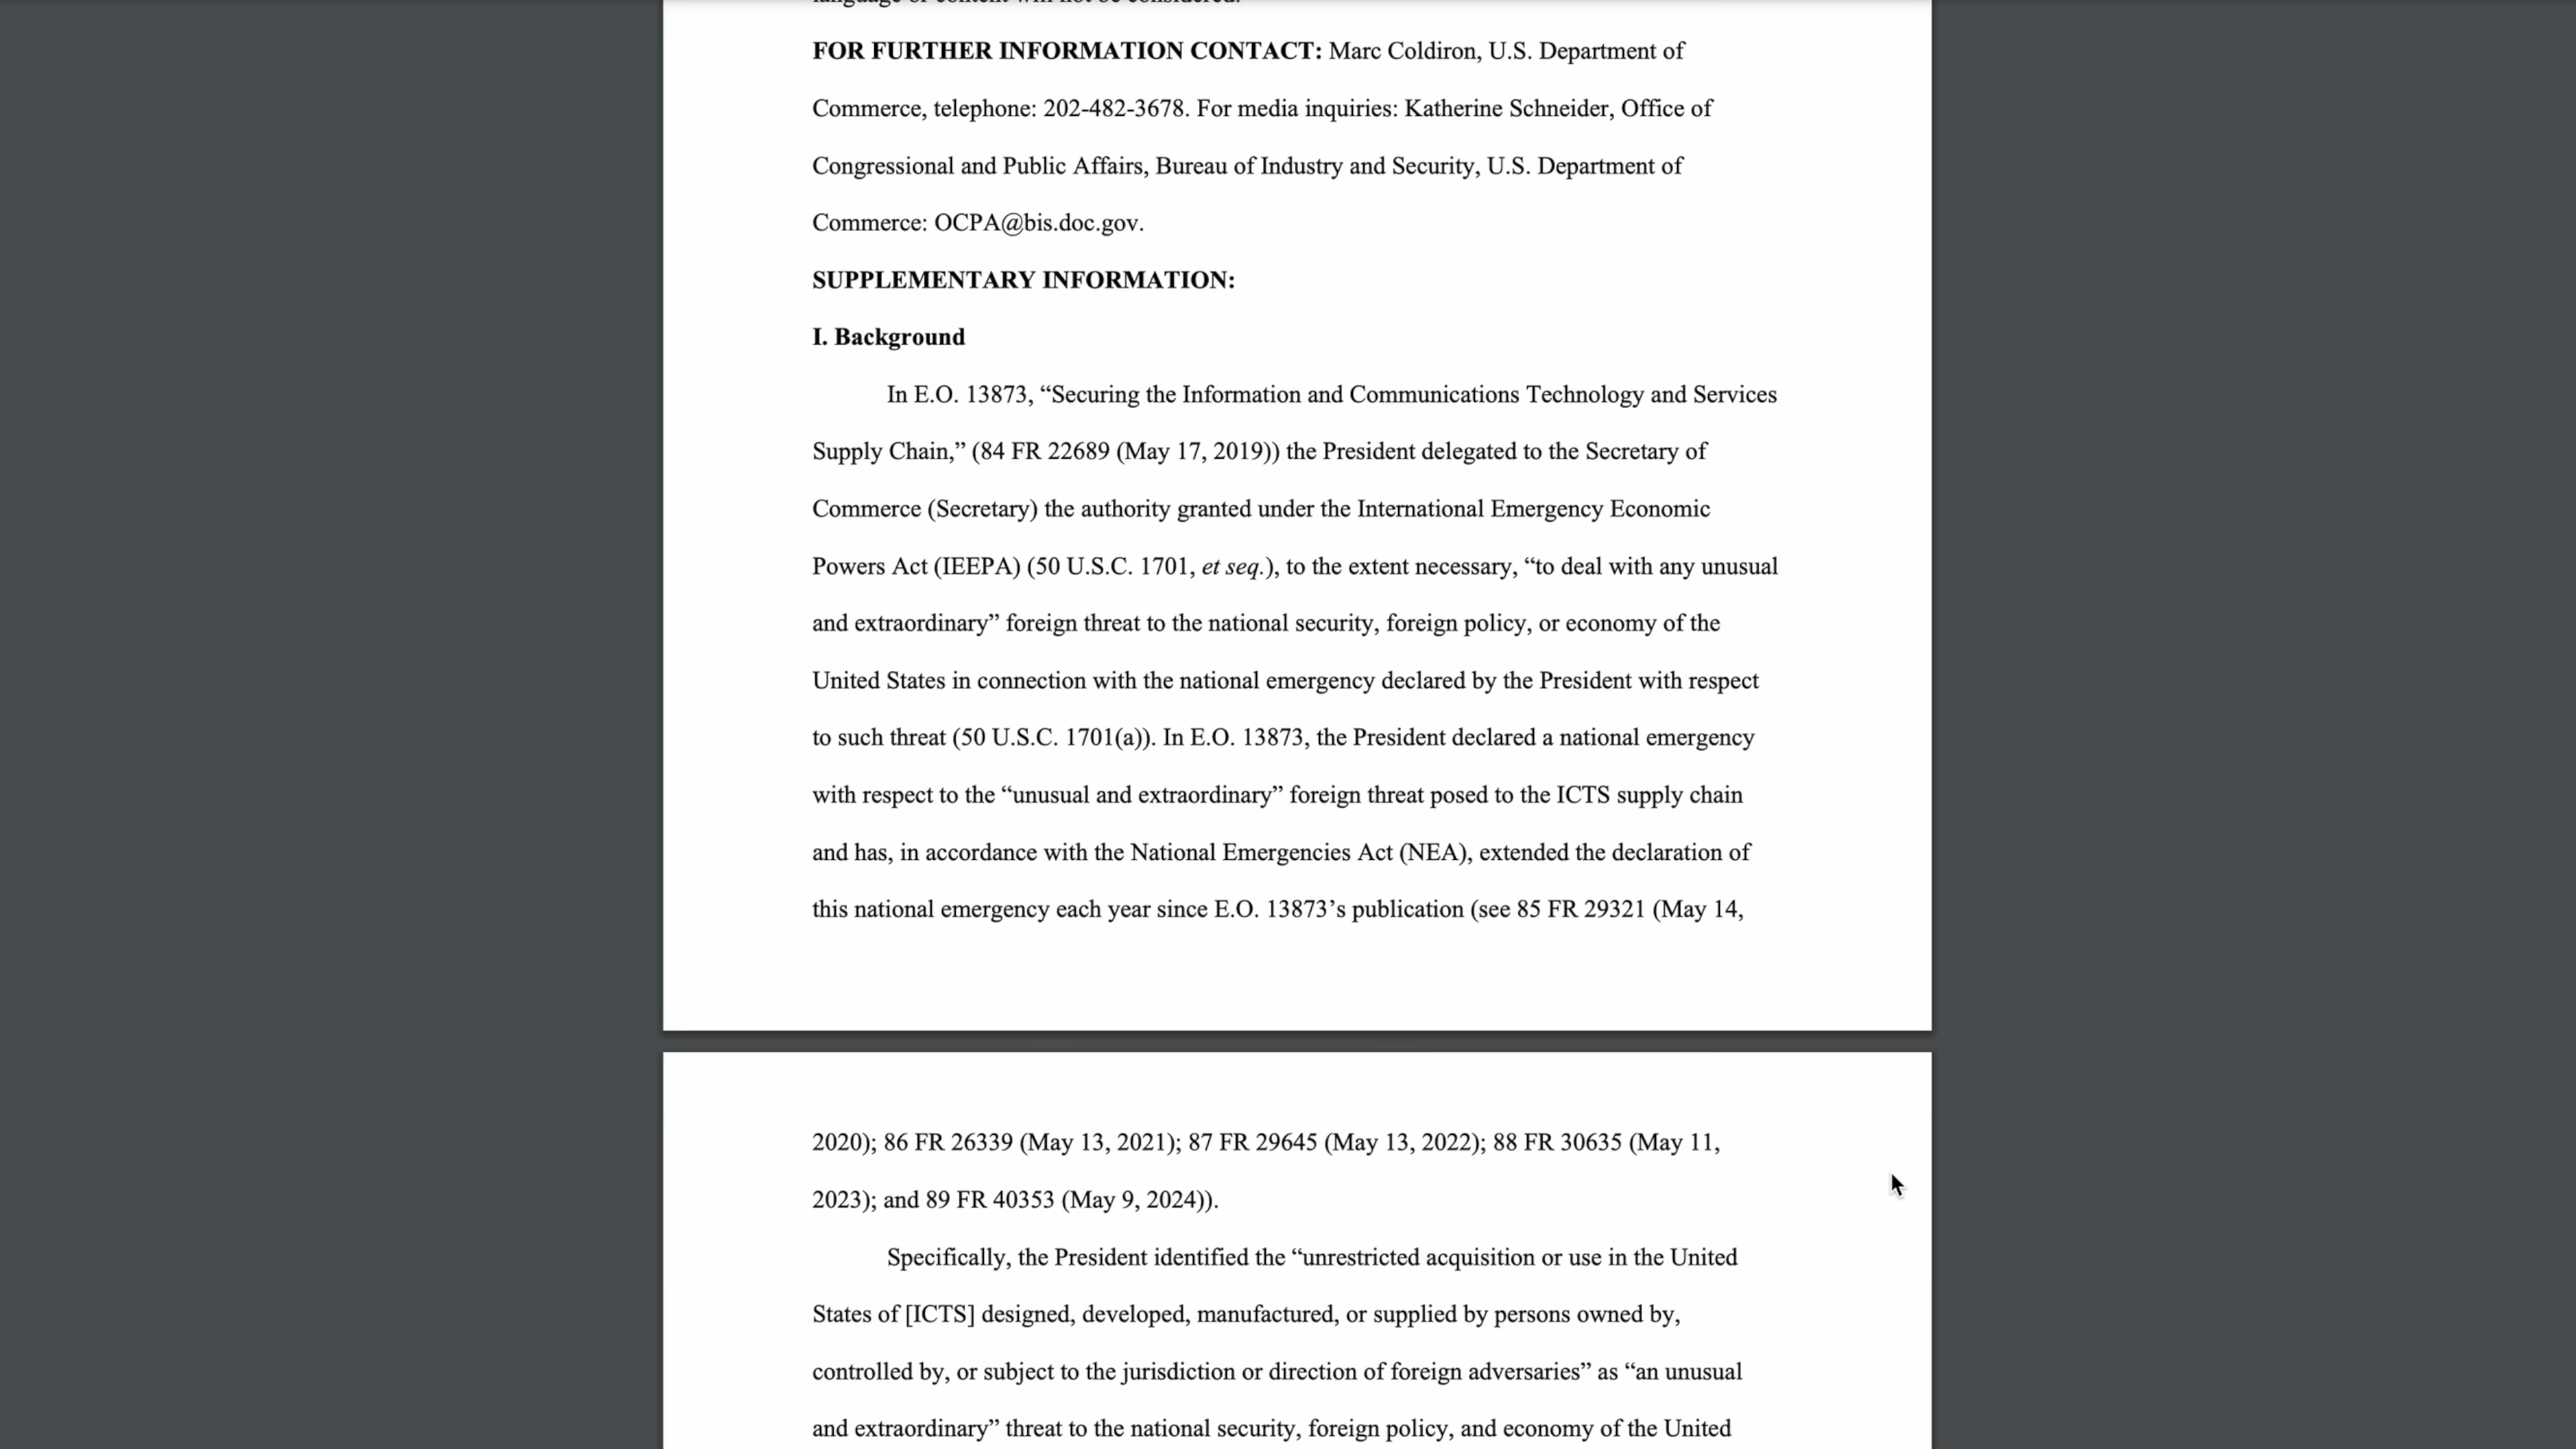 language or content will not be considered.
FOR FURTHER INFORMATION CONTACT: Marc Coldiron, U.S. Department of
Commerce, telephone: 202-482-3678. For media inquiries: Katherine Schneider, Office of
Congressional and Public Affairs, Bureau of Industry and Security, U.S. Department of
Commerce: OCPA@bis.doc.gov.
SUPPLEMENTARY INFORMATION:
I. Background
In E.O. 13873, “Securing the Information and Communications Technology and Services
Supply Chain,” (84 FR 22689 (May 17, 2019)) the President delegated to the Secretary of
Commerce (Secretary) the authority granted under the International Emergency Economic
Powers Act (IEEPA) (50 U.S.C. 1701, et seq.), to the extent necessary, “to deal with any unusual
and extraordinary” foreign threat to the national security, foreign policy, or economy of the
United States in connection with the national emergency declared by the President with respect
to such threat (50 U.S.C. 1701(a)). In E.O. 13873, the President declared a national emergency
with respect to the “unusual and extraordinary” foreign threat posed to the ICTS supply chain
and has, in accordance with the National Emergencies Act (NEA), extended the declaration of
this national emergency each year since E.O. 13873’s publication (see 85 FR 29321 (May 14,
2020); 86 FR 26339 (May 13, 2021); 87 FR 29645 (May 13, 2022); 88 FR 30635 (May 11,
2023); and 89 FR 40353 (May 9, 2024)).
Specifically, the President identified the “unrestricted acquisition or use in the United
States of [ICTS] designed, developed, manufactured, or supplied by persons owned by,
controlled by, or subject to the jurisdiction or direction of foreign adversaries” as “an unusual
and extraordinary” threat to the national security, foreign policy, and economy of the United